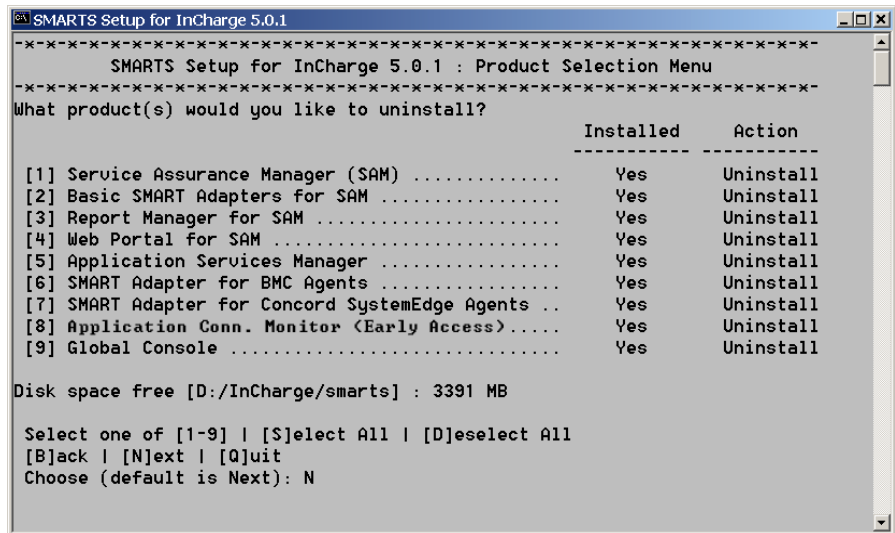 SMARTS Setup for InCharge 5.0.1
-*-*-*-*-*-*-*-*-*-*-*-*-*-*-*-*-*-*-*-*-*-*-*-*-*-*-*-*-*-*-*-*-*-*-*-*-*-
SMARTS Setup for InCharge 5.0.1 : Product Selection Menu
-*-*-*-*-*-*-*-*-*-*-*-*-*-*-*-*-*-*-*-*-*-*-*-*-*-*-*-*-*-*-*-*-*-*-*-*-*-
What product(s) would you like to uninstall?
Installed Action
----------- -----------
[1] Service Assurance Manager (SAM) .............. Yes Uninstall
[2] Basic SMART Adapters for SAM ................. Yes Uninstall
[3] Report Manager for SAM ....................... Yes Uninstall
[4] Web Portal for SAM ........................... Yes Uninstall
[5] Application Services Manager ................. Yes Uninstall
[6] SMART Adapter for BMC Agents ................. Yes Uninstall
[7] SMART Adapter for Concord SystemEdge Agents .. Yes Uninstall
[8] Application Conn. Monitor (Early Access)..... Yes Uninstall
[9] Global Console ............................... Yes Uninstall
Disk space free [D:/InCharge/smarts] : 3391 MB
Select one of [1-9] | [S]elect All | [D]eselect All
[B]ack | [N]ext | [Q]uit
Choose (default is Next): N